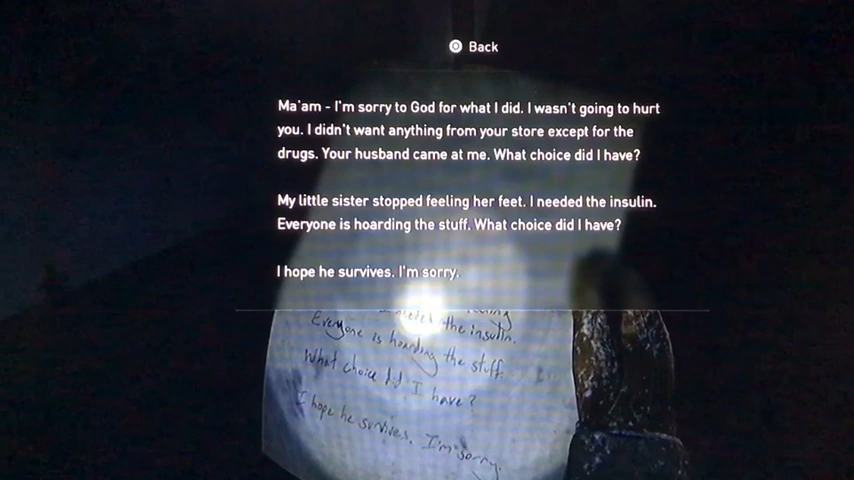 Back
Ma'am - I'm sorry to God for what I did. I wasn't going to hurt
you. I didn't want anything from your store except for the
drugs. Your husband came at me. What choice did I have?
My little sister stopped feeling her feet. I needed the insulin.
Everyone is hoarding the stuff. What choice did I have?
I hope he survives. I'm sorry.
needed the insulin.
Everyone is hoarding the stuff.
What choice did I have?
I hope he survives. I'm sorry.